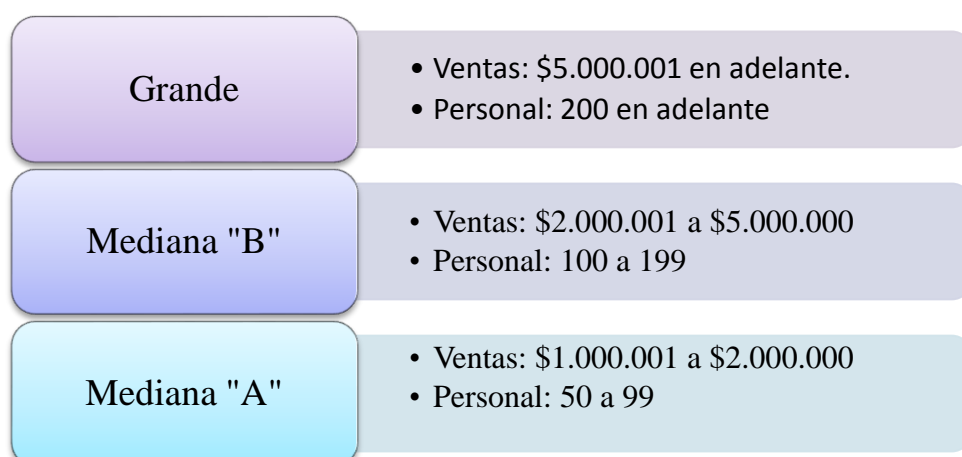 Grande
• Ventas: $5.000.001 en adelante.
• Personal: 200 en adelante
Mediana "B"
• Ventas: $2.000.001 a $5.000.000
• Personal: 100 a 199
Mediana "A"
• Ventas: $1.000.001 a $2.000.000
• Personal: 50 a 99